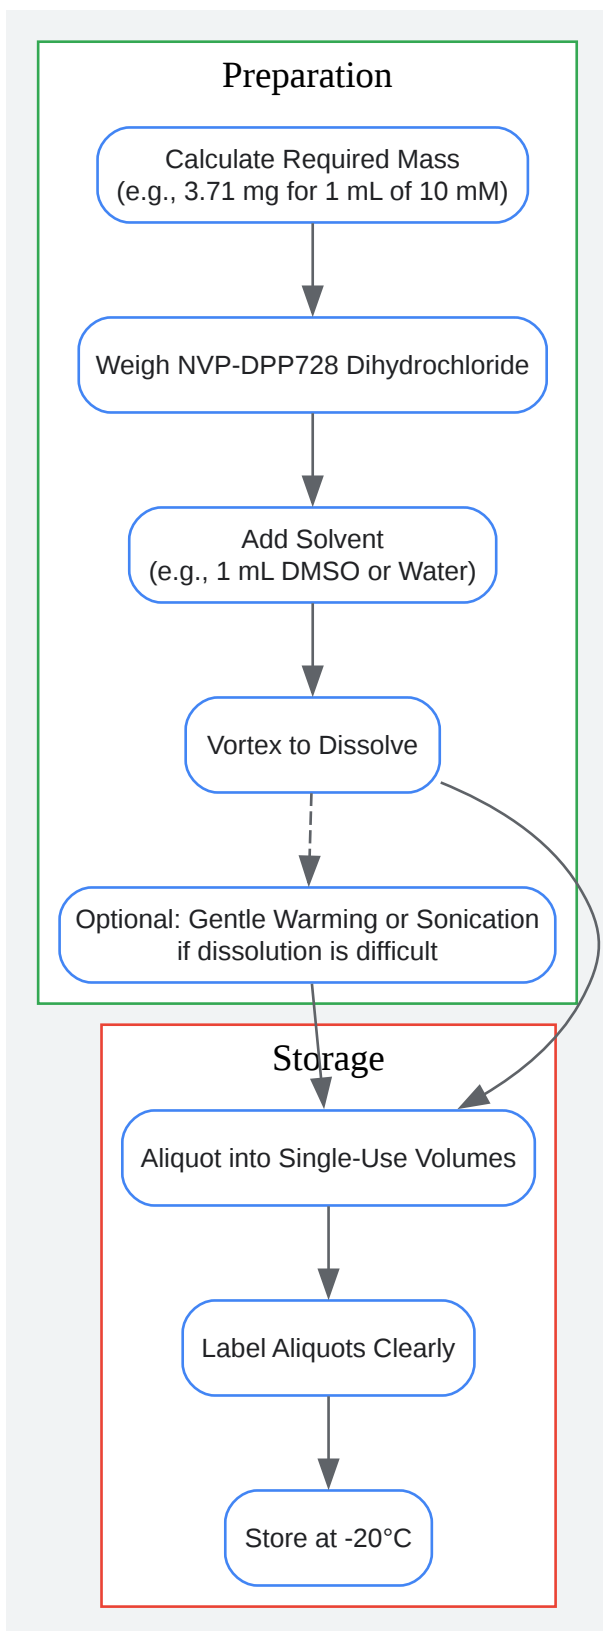 Preparation
Calculate Required Mass
(e.g., 3.71 mg for 1 mL of 10 mM)
Weigh NVP-DPP728 Dihydrochloride
Add Solvent
(e.g., 1 mL DMSO or Water)
Vortex to Dissolve
Optional: Gentle Warming or Sonication
if dissolution is difficult
Storage
Aliquot into Single-Use Volumes
Label Aliquots Clearly
Store at -20°C